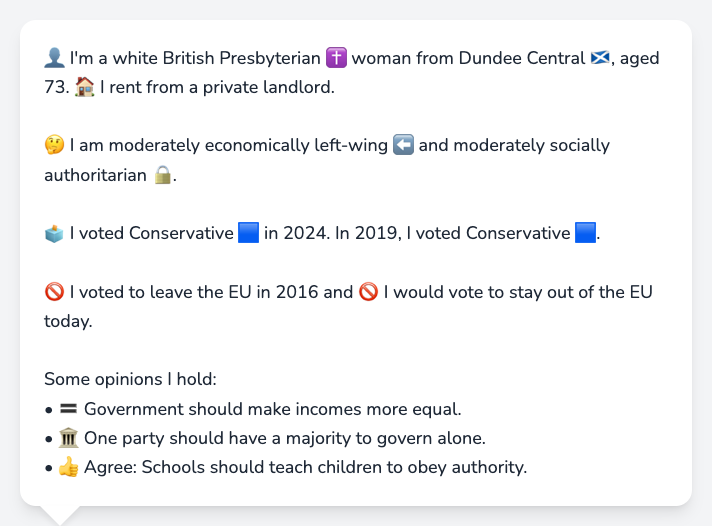 👤 I'm a white British Presbyterian ✝️ woman from Dundee Central 🏴󠁧󠁢󠁳󠁣󠁴󠁿, aged
73. 🏠 I rent from a private landlord.
🤔 I am moderately economically left-wing ⬅️ and moderately socially
authoritarian 🔒.
🗳️ I voted Conservative 🟦 in 2024. In 2019, I voted Conservative 🟦.
🚫 I voted to leave the EU in 2016 and 🚫 I would vote to stay out of the EU
today.
Some opinions I hold:
• 🟰 Government should make incomes more equal.
• 🏛️ One party should have a majority to govern alone.
• 👍 Agree: Schools should teach children to obey authority.